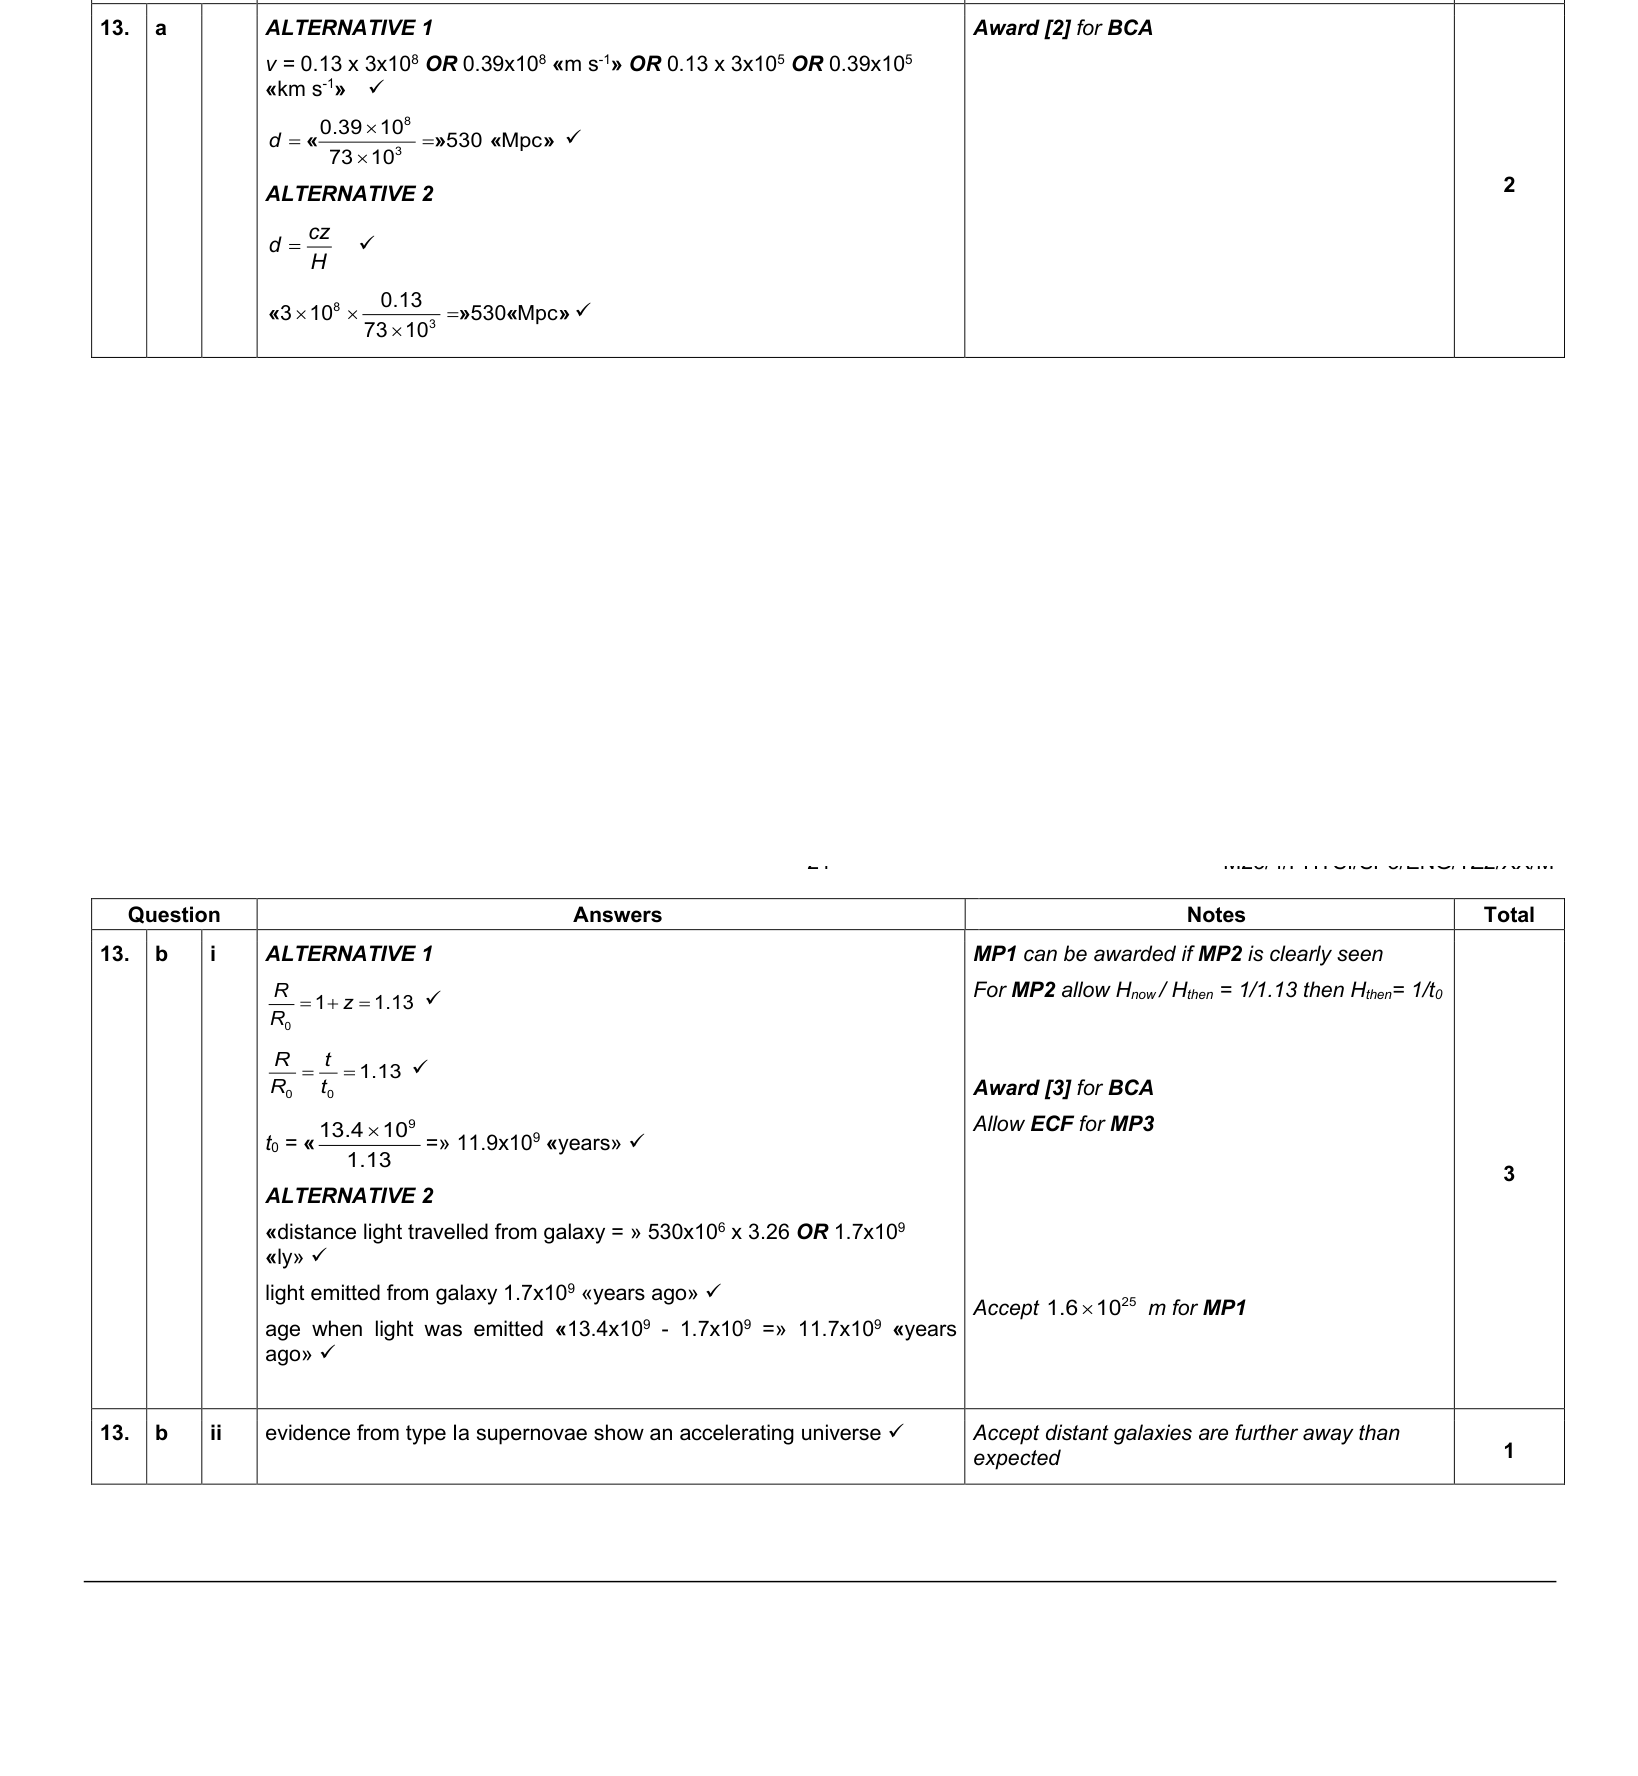 13. a ALTERNATIVE 1 Award [2] for BCA
v = 0.13 x 3x10⁸ OR 0.39x10⁸ «m s⁻¹» OR 0.13 x 3x10⁵ OR 0.39x10⁵
«km s⁻¹» ✓
d = «(0.39×10⁸)/(73×10³) =»530 «Mpc» ✓
ALTERNATIVE 2
2
d = cz/H ✓
«3×10⁸ × 0.13/(73×10³) =»530«Mpc» ✓
Question Answers Notes Total
13. b i ALTERNATIVE 1
R/R₀ = 1+ z = 1.13 ✓
R/R₀ = t/t₀ = 1.13 ✓
t₀ = «(13.4×10⁹)/1.13 =» 11.9x10⁹ «years» ✓
ALTERNATIVE 2
«distance light travelled from galaxy = » 530x10⁶ x 3.26 OR 1.7x10⁹
«ly» ✓
light emitted from galaxy 1.7x10⁹ «years ago» ✓
age when light was emitted «13.4x10⁹ - 1.7x10⁹ =» 11.7x10⁹ «years
ago» ✓
MP1 can be awarded if MP2 is clearly seen
For MP2 allow Hnow / Hthen = 1/1.13 then Hthen= 1/t₀
Award [3] for BCA
Allow ECF for MP3
Accept 1.6×10²⁵ m for MP1
3
13. b ii evidence from type Ia supernovae show an accelerating universe ✓
Accept distant galaxies are further away than
expected
1